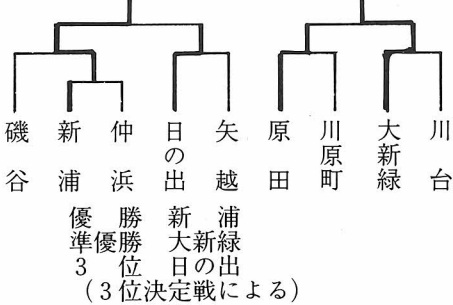 磯谷 新浦 仲浜 日の出 矢越 原田 川原町 大新緑 川台
優勝 新浦
準優勝 大新緑
3位 日の出
(3位決定戦による)